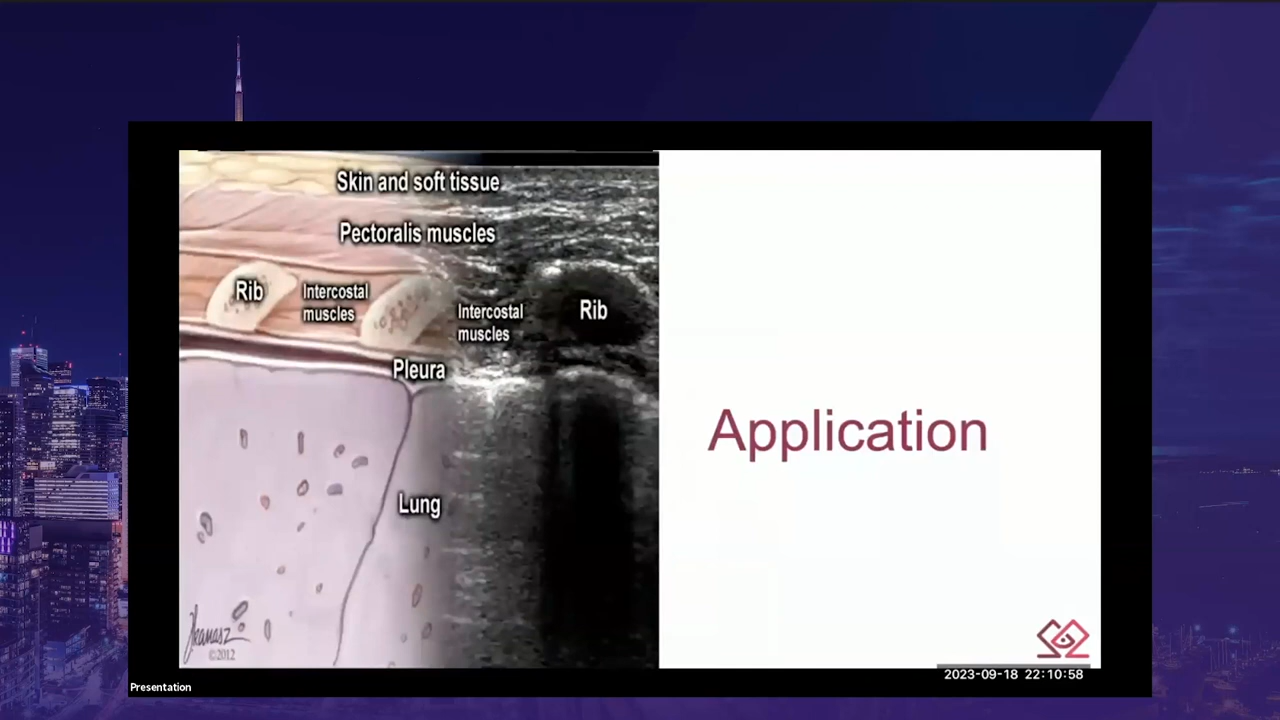 Skin and soft tissue
Pectoralis muscles
Rib
Intercostal
muscles
Intercostal
muscles
Rib
Pleura
Lung
©2012
Application
2023-09-18 22:10:58
Presentation